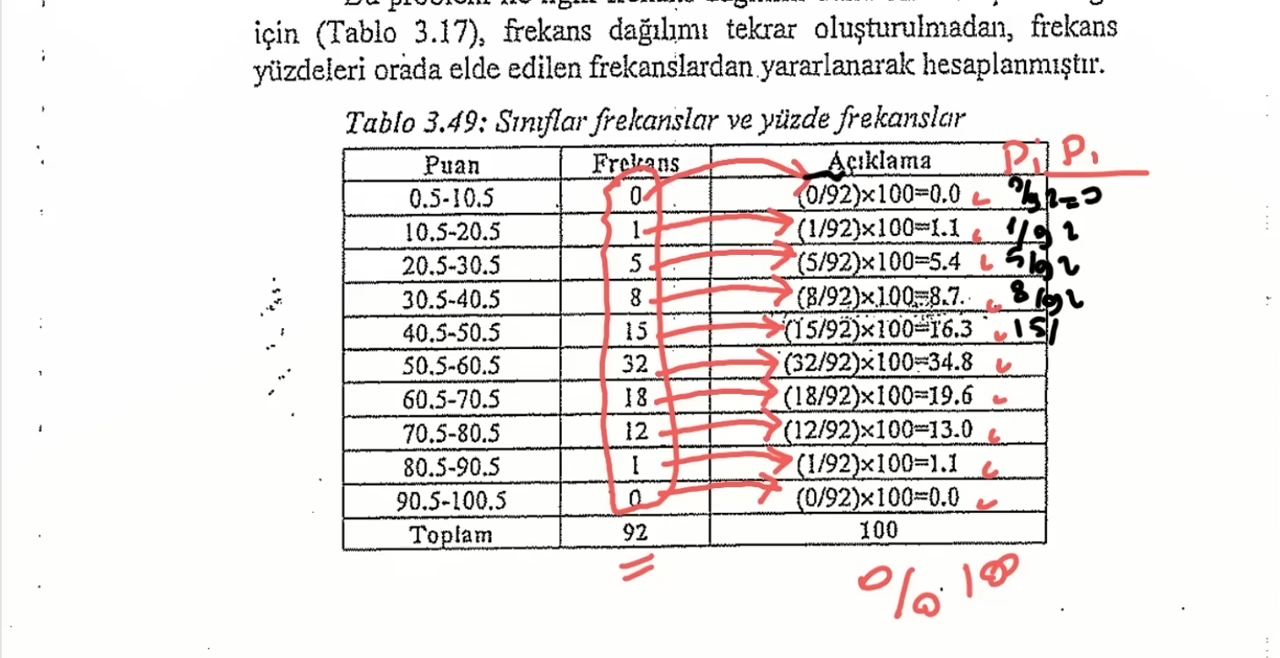 için (Tablo 3.17), frekans dağılımı tekrar oluşturulmadan, frekans
yüzdeleri orada elde edilen frekanslardan yararlanarak hesaplanmıştır.
Tablo 3.49: Sınıflar frekanslar ve yüzde frekanslar
Puan Frekans Açıklama Pi Pi
0.5-10.5 0 (0/92)×100=0.0 0/92=0
10.5-20.5 1 (1/92)×100=1.1 1/92
20.5-30.5 5 (5/92)×100=5.4 5/92
30.5-40.5 8 (8/92)×100=8.7 8/92
40.5-50.5 15 (15/92)×100=16.3 15/
50.5-60.5 32 (32/92)×100=34.8
60.5-70.5 18 (18/92)×100=19.6
70.5-80.5 12 (12/92)×100=13.0
80.5-90.5 1 (1/92)×100=1.1
90.5-100.5 0 (0/92)×100=0.0
Toplam 92 100
% 100